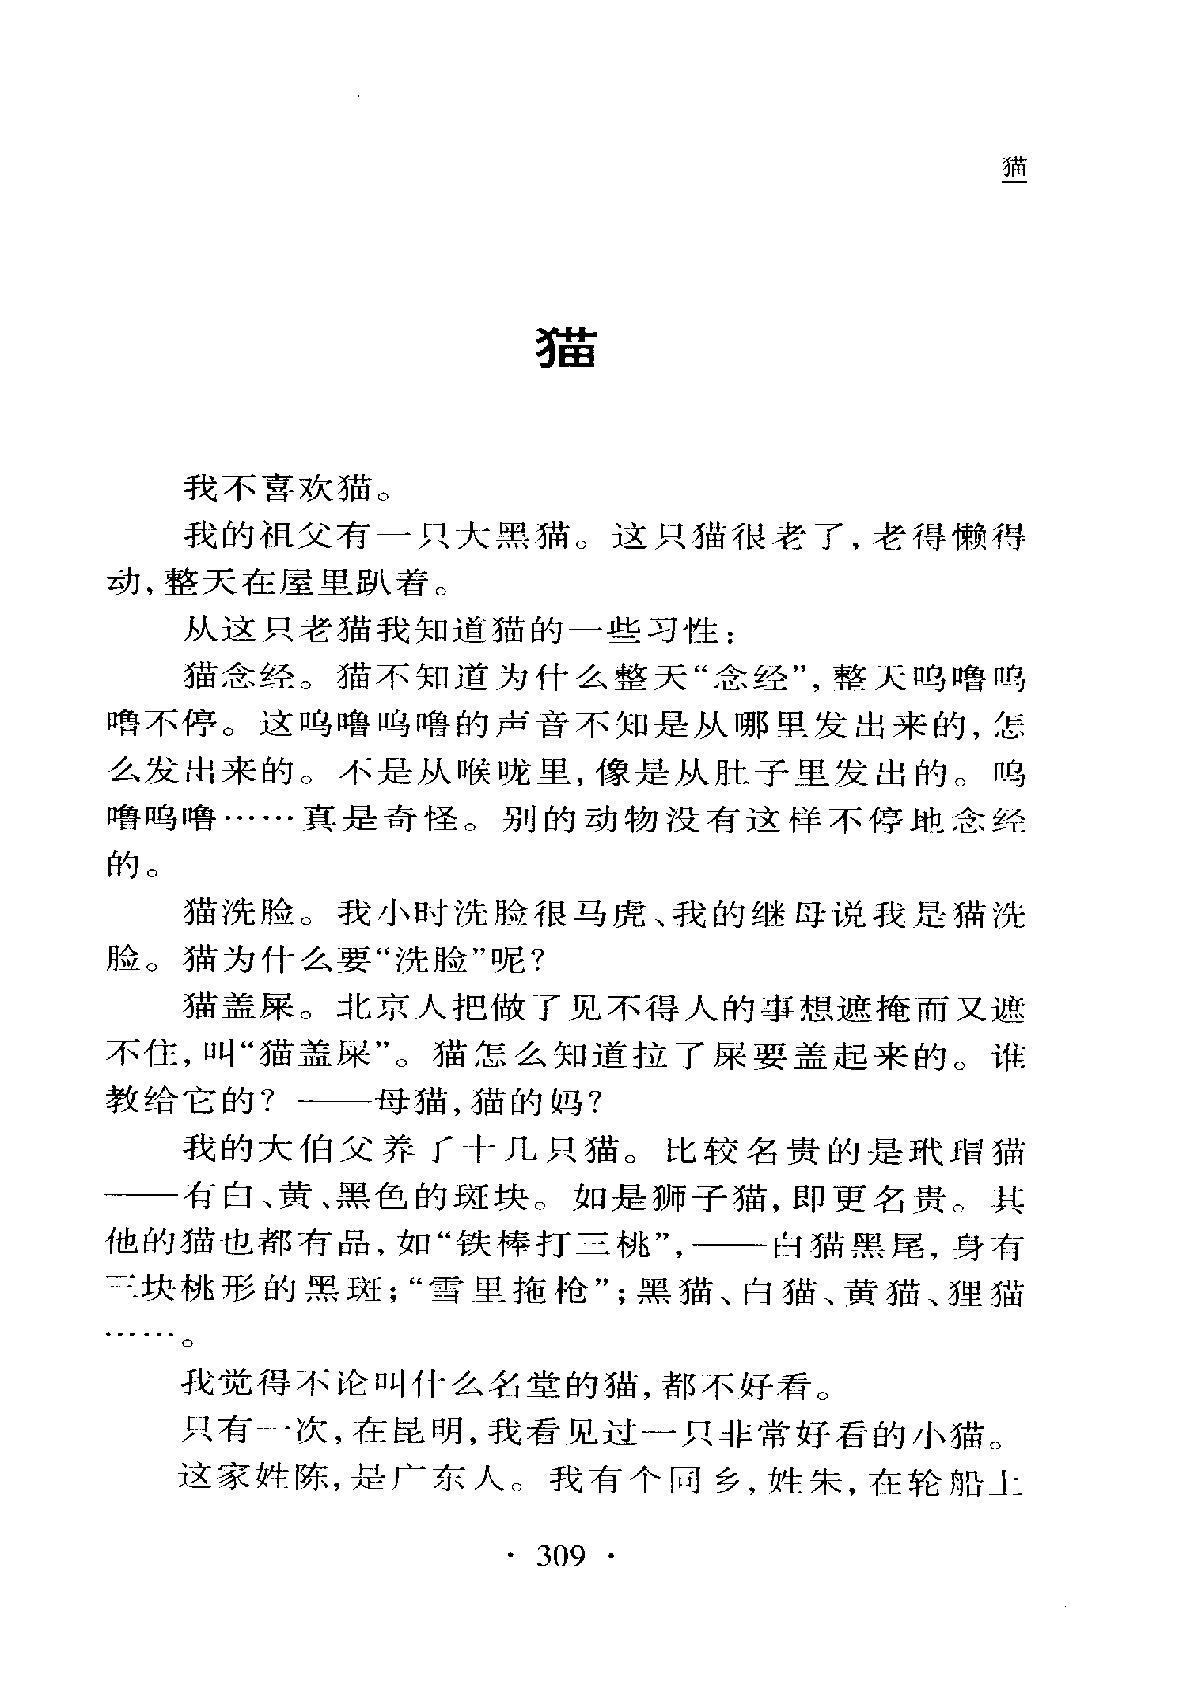 猫
猫
我不喜欢猫。
我的祖父有一只大黑猫。这只猫很老了,老得懒得
动,整天在屋里趴着。
从这只老猫我知道猫的一些习性:
猫念经。猫不知道为什么整天“念经”,整天呜噜呜
噜不停。这呜噜呜噜的声音不知是从哪里发出来的,怎
么发出来的。不是从喉咙里,像是从肚子里发出的。呜
噜呜噜……真是奇怪。别的动物没有这样不停地念经
的。
猫洗脸。我小时洗脸很马虎、我的继母说我是猫洗
脸。猫为什么要“洗脸”呢?
猫盖屎。北京人把做了见不得人的事想遮掩而又遮
不住,叫“猫盖屎”。猫怎么知道拉了屎要盖起来的。谁
教给它的?——母猫,猫的妈?
我的大伯父养了十几只猫。比较名贵的是玳瑁猫
——有白、黄、黑色的斑块。如是狮子猫,即更名贵。其
他的猫也都有品,如“铁棒打三桃”,——白猫黑尾,身有
三块桃形的黑斑;“雪里拖枪”;黑猫、白猫、黄猫、狸猫
……。
我觉得不论叫什么名堂的猫,都不好看。
只有一次,在昆明,我看见过一只非常好看的小猫。
这家姓陈,是广东人。我有个同乡,姓朱,在轮船上
· 309 ·